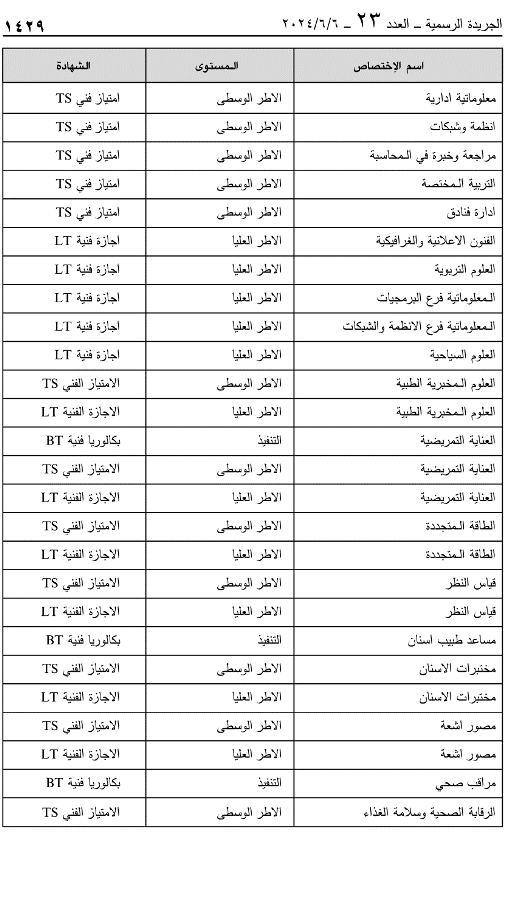 الجريدة الرسمية ــ العدد ٢٣ ــ ٢٠٢٤/٦/٦ ١٤٢٩
اسم الإختصاص المستوى الشهادة
معلوماتية ادارية الاطر الوسطى امتياز فني TS
انظمة وشبكات الاطر الوسطى امتياز فني TS
مراجعة وخبرة في المحاسبة الاطر الوسطى امتياز فني TS
التربية المختصة الاطر الوسطى امتياز فني TS
ادارة فنادق الاطر الوسطى امتياز فني TS
الفنون الاعلانية والغرافيكية الاطر العليا اجازة فنية LT
العلوم التربوية الاطر العليا اجازة فنية LT
المعلوماتية فرع البرمجيات الاطر العليا اجازة فنية LT
المعلوماتية فرع الانظمة والشبكات الاطر العليا اجازة فنية LT
العلوم السياحية الاطر العليا اجازة فنية LT
العلوم المخبرية الطبية الاطر الوسطى الامتياز الفني TS
العلوم المخبرية الطبية الاطر العليا الاجازة الفنية LT
العناية التمريضية التنفيذ بكالوريا فنية BT
العناية التمريضية الاطر الوسطى الامتياز الفني TS
العناية التمريضية الاطر العليا الاجازة الفنية LT
الطاقة المتجددة الاطر الوسطى الامتياز الفني TS
الطاقة المتجددة الاطر العليا الاجازة الفنية LT
قياس النظر الاطر الوسطى الامتياز الفني TS
قياس النظر الاطر العليا الاجازة الفنية LT
مساعد طبيب اسنان التنفيذ بكالوريا فنية BT
مختبرات الاسنان الاطر الوسطى الامتياز الفني TS
مختبرات الاسنان الاطر العليا الاجازة الفنية LT
مصور اشعة الاطر الوسطى الامتياز الفني TS
مصور اشعة الاطر العليا الاجازة الفنية LT
مراقب صحي التنفيذ بكالوريا فنية BT
الرقابة الصحية وسلامة الغذاء الاطر الوسطى الامتياز الفني TS